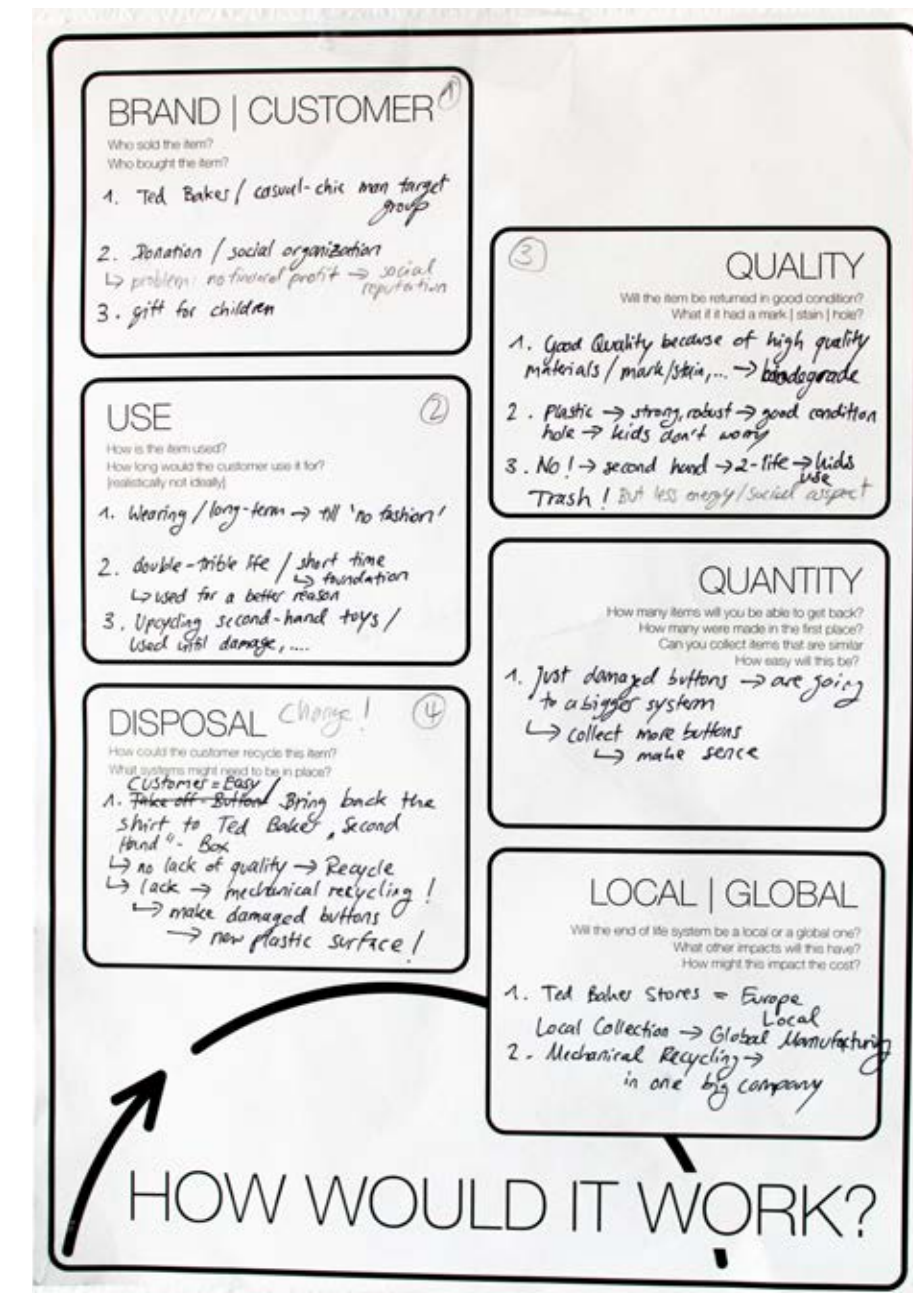 BRAND | CUSTOMER
1
Who sold the item?
Who bought the item?
1. Ted Baker / casual-chic man target
group
2. Donation / social organization
↳ problem: no financial profit → social
reputation
3. gift for children
USE
2
How is the item used?
How long would the customer use it for?
[realistically not ideally]
1. Wearing / long-term → till 'no fashion'
2. double-trible life / short time
↳ foundation
↳ used for a better reason
3. Upcycling second-hand toys /
used until damage, ....
DISPOSAL Change! 4
How could the customer recycle this item?
What systems might need to be in place?
Customer = Easy /
1. Take off - Button Bring back the
shirt to Ted Baker „Second
Hand" - Box
↳ no lack of quality → Recycle
↳ lack → mechanical recycling !
↳ make damaged buttons
→ new plastic surface !
3
QUALITY
Will the item be returned in good condition?
What if it had a mark | stain | hole?
1. Good Quality because of high quality
materials / mark/stain,... → biodegrade
2. Plastic → strong, robust → good condition
hole → kids don't worry
3. No ! → second hand → 2-life → kids
use
Trash ! But less energy/social aspect
QUANTITY
How many items will you be able to get back?
How many were made in the first place?
Can you collect items that are similar
How easy will this be?
1. Just damaged buttons → are going
to a bigger system
↳ collect more buttons
↳ make sence
LOCAL | GLOBAL
Will the end of life system be a local or a global one?
What other impacts will this have?
How might this impact the cost?
1. Ted Baker Stores = Europe
Local
Local Collection → Global Manufacturing
2. Mechanical Recycling →
in one big company
HOW WOULD IT WORK?